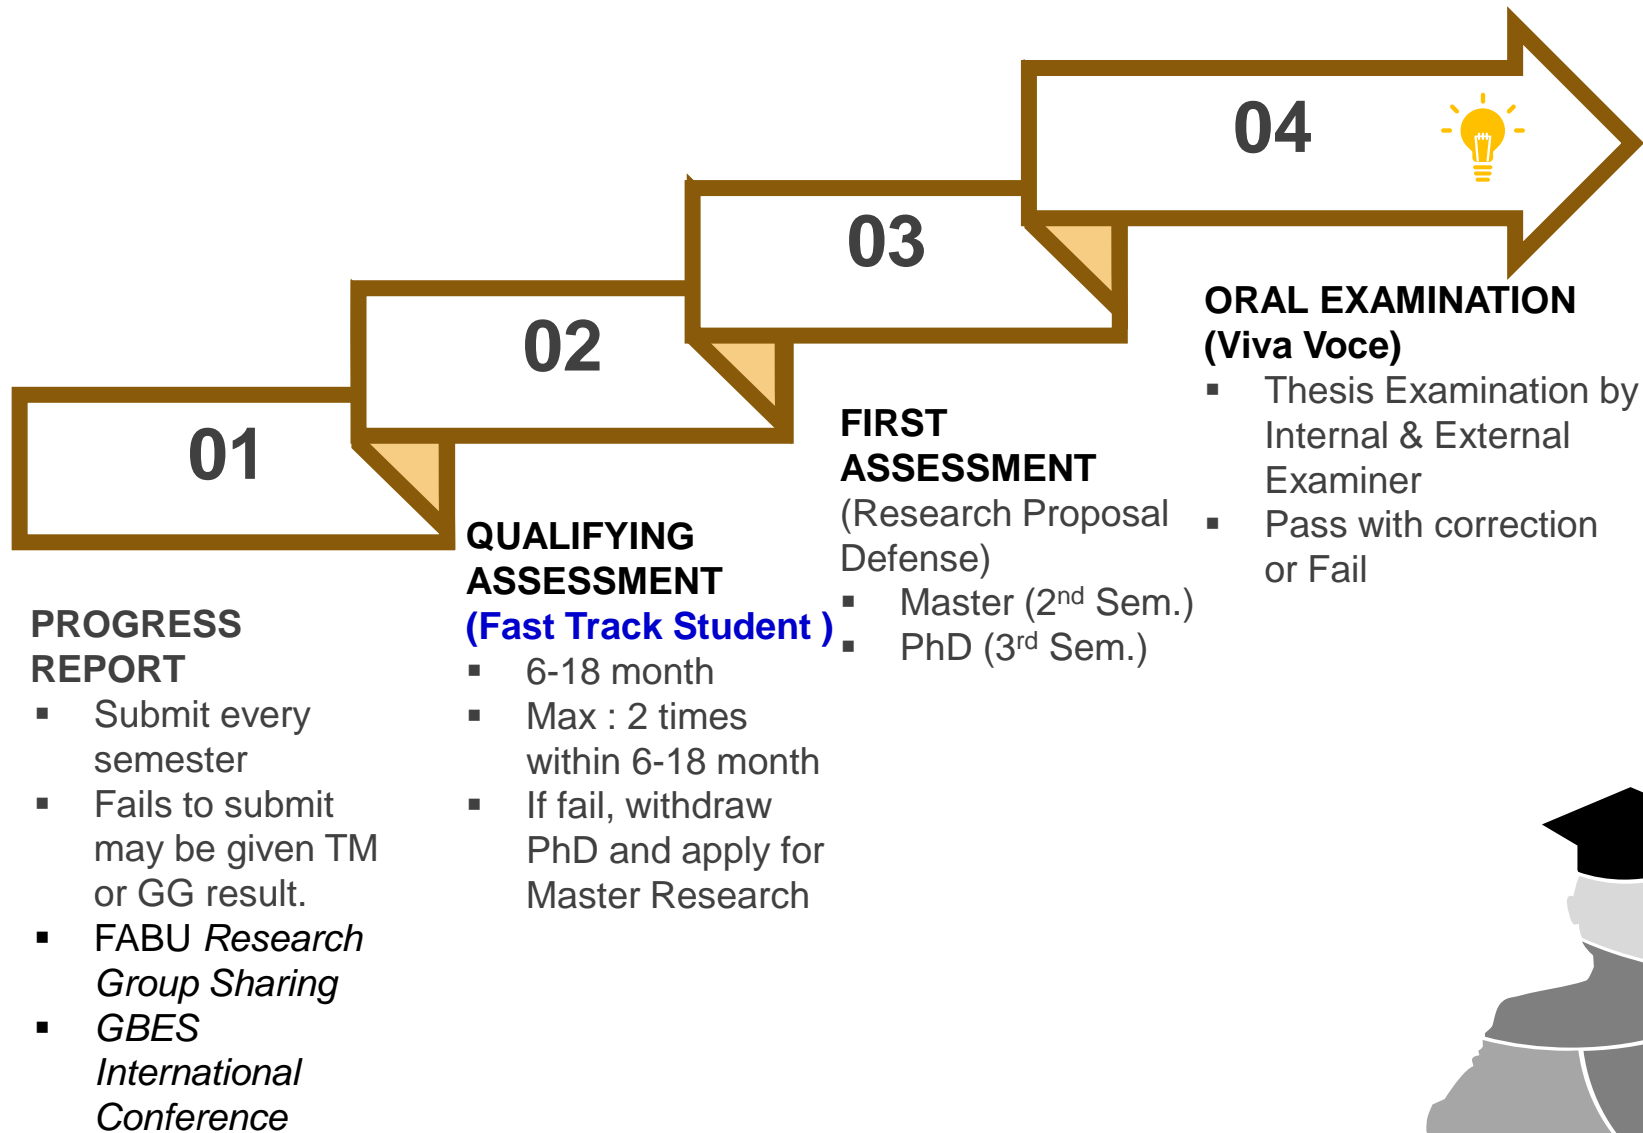 01
PROGRESS
REPORT
▪ Submit every
semester
▪ Fails to submit
may be given TM
or GG result.
▪ FABU Research
Group Sharing
▪ GBES
International
Conference
02
QUALIFYING
ASSESSMENT
(Fast Track Student )
▪ 6-18 month
▪ Max : 2 times
within 6-18 month
▪ If fail, withdraw
PhD and apply for
Master Research
03
FIRST
ASSESSMENT
(Research Proposal
Defense)
▪ Master (2nd Sem.)
▪ PhD (3rd Sem.)
04
ORAL EXAMINATION
(Viva Voce)
▪ Thesis Examination by
Internal & External
Examiner
▪ Pass with correction
or Fail